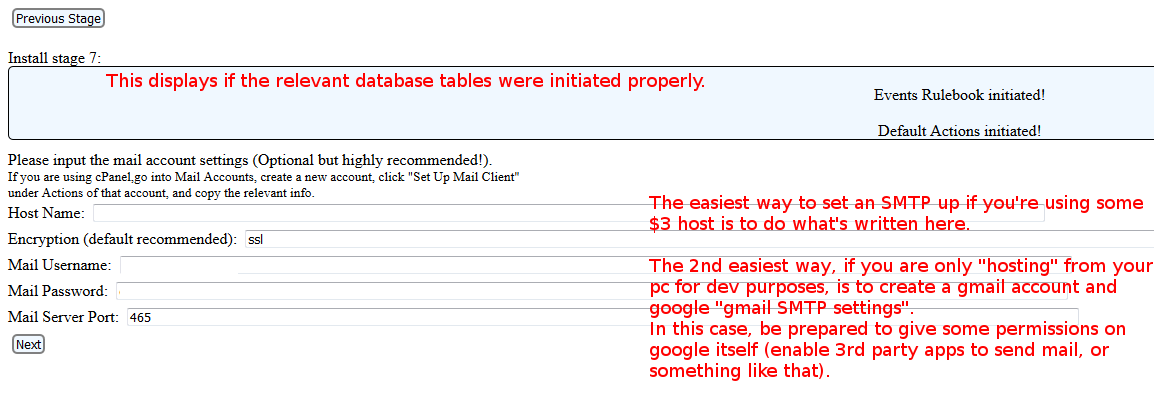 Previous Stage
Install stage 7:
This displays if the relevant database tables were initiated properly.
Events Rulebook initiated!
Default Actions initiated!
Please input the mail account settings (Optional but highly recommended!).
If you are using cPanel,go into Mail Accounts, create a new account, click "Set Up Mail Client"
under Actions of that account, and copy the relevant info.
Host Name:
The easiest way to set an SMTP up if you're using some
$3 host is to do what's written here.
Encryption (default recommended): ssl
Mail Username:
The 2nd easiest way, if you are only "hosting" from your
pc for dev purposes, is to create a gmail account and
google "gmail SMTP settings".
In this case, be prepared to give some permissions on
google itself (enable 3rd party apps to send mail, or
something like that).
Mail Password:
Mail Server Port: 465
Next